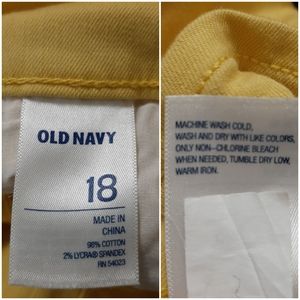 OLD NAVY
18
MADE IN
CHINA
98% COTTON
2% LYCRA® SPANDEX
RN 54023
MACHINE WASH COLD,
WASH AND DRY WITH LIKE COLORS,
ONLY NON-CHLORINE BLEACH
WHEN NEEDED, TUMBLE DRY LOW,
WARM IRON.